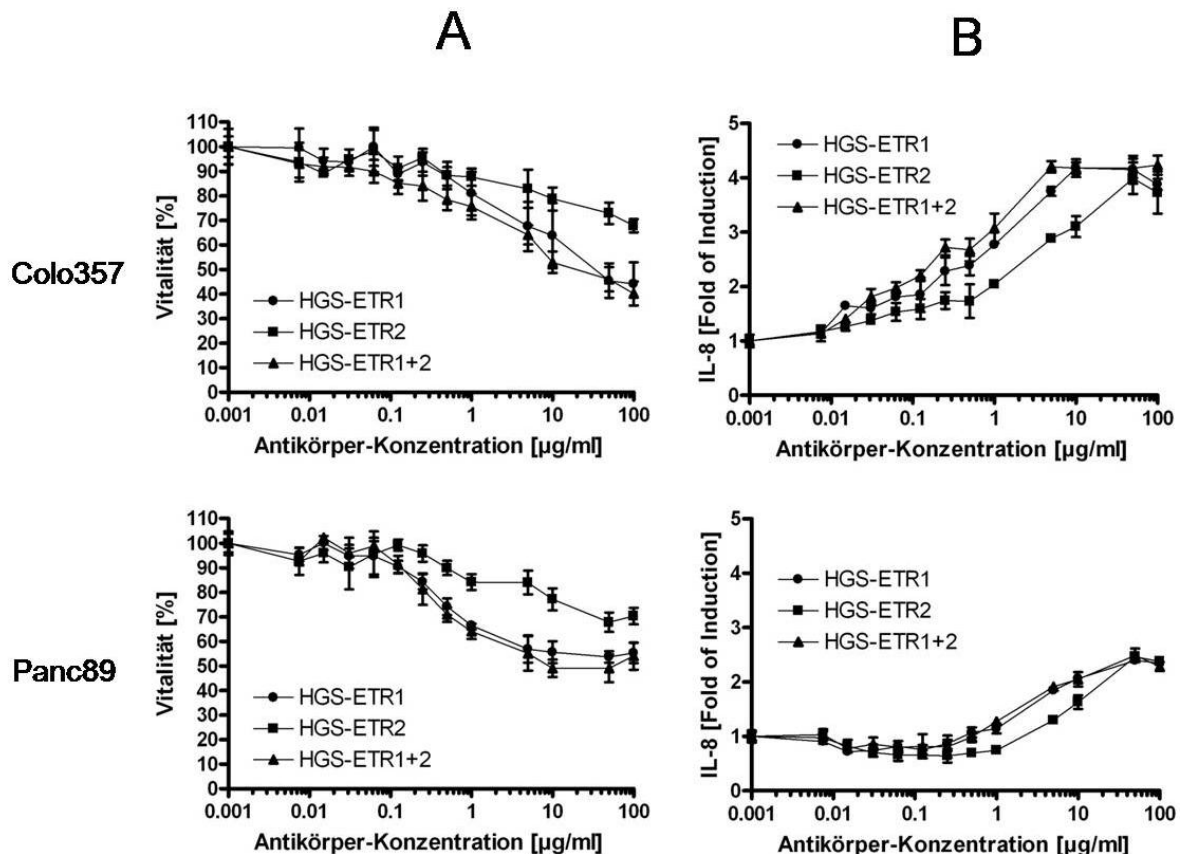 A
B
Colo357
Vitalität [%]
110
100
90
80
70
60
50
40
30
20
10
0
HGS-ETR1
HGS-ETR2
HGS-ETR1+2
0.001 0.01 0.1 1 10 100
Antikörper-Konzentration [µg/ml]
IL-8 [Fold of Induction]
5
4
3
2
1
0
HGS-ETR1
HGS-ETR2
HGS-ETR1+2
0.001 0.01 0.1 1 10 100
Antikörper-Konzentration [µg/ml]
Panc89
Vitalität [%]
110
100
90
80
70
60
50
40
30
20
10
0
HGS-ETR1
HGS-ETR2
HGS-ETR1+2
0.001 0.01 0.1 1 10 100
Antikörper-Konzentration [µg/ml]
IL-8 [Fold of Induction]
5
4
3
2
1
0
HGS-ETR1
HGS-ETR2
HGS-ETR1+2
0.001 0.01 0.1 1 10 100
Antikörper-Konzentration [µg/ml]